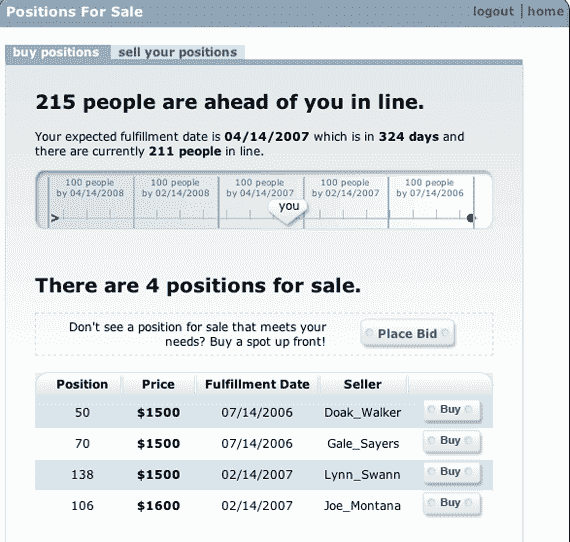 Positions For Sale
logout | home
buy positions
sell your positions
215 people are ahead of you in line.
Your expected fulfillment date is 04/14/2007 which is in 324 days and
there are currently 211 people in line.
100 people 100 people 100 people 100 people 100 people
by 04/14/2008 by 02/14/2008 by 04/14/2007 by 02/14/2007 by 07/14/2006
you
There are 4 positions for sale.
Don't see a position for sale that meets your
needs? Buy a spot up front!
Place Bid
Position Price Fulfillment Date Seller
50 $1500 07/14/2006 Doak_Walker Buy
70 $1500 07/14/2006 Gale_Sayers Buy
138 $1500 02/14/2007 Lynn_Swann Buy
106 $1600 02/14/2007 Joe_Montana Buy